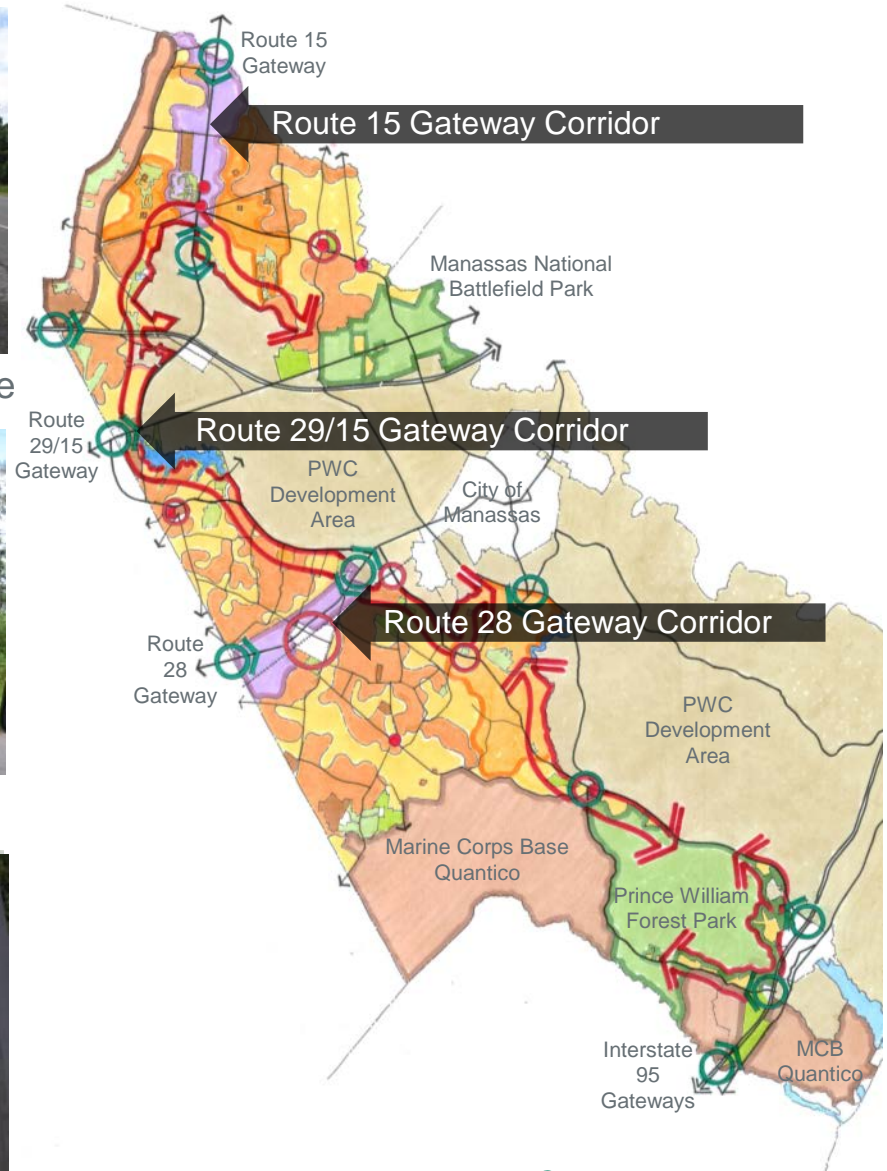 Route 15
Gateway
Route 15 Gateway Corridor
Manassas National
Battlefield Park
e
Route
29/15
Gateway
Route 29/15 Gateway Corridor
PWC
Development
Area
City of
Manassas
Route 28 Gateway Corridor
Route
28
Gateway
PWC
Development
Area
Marine Corps Base
Quantico
Prince William
Forest Park
Interstate
95
Gateways
MCB
Quantico